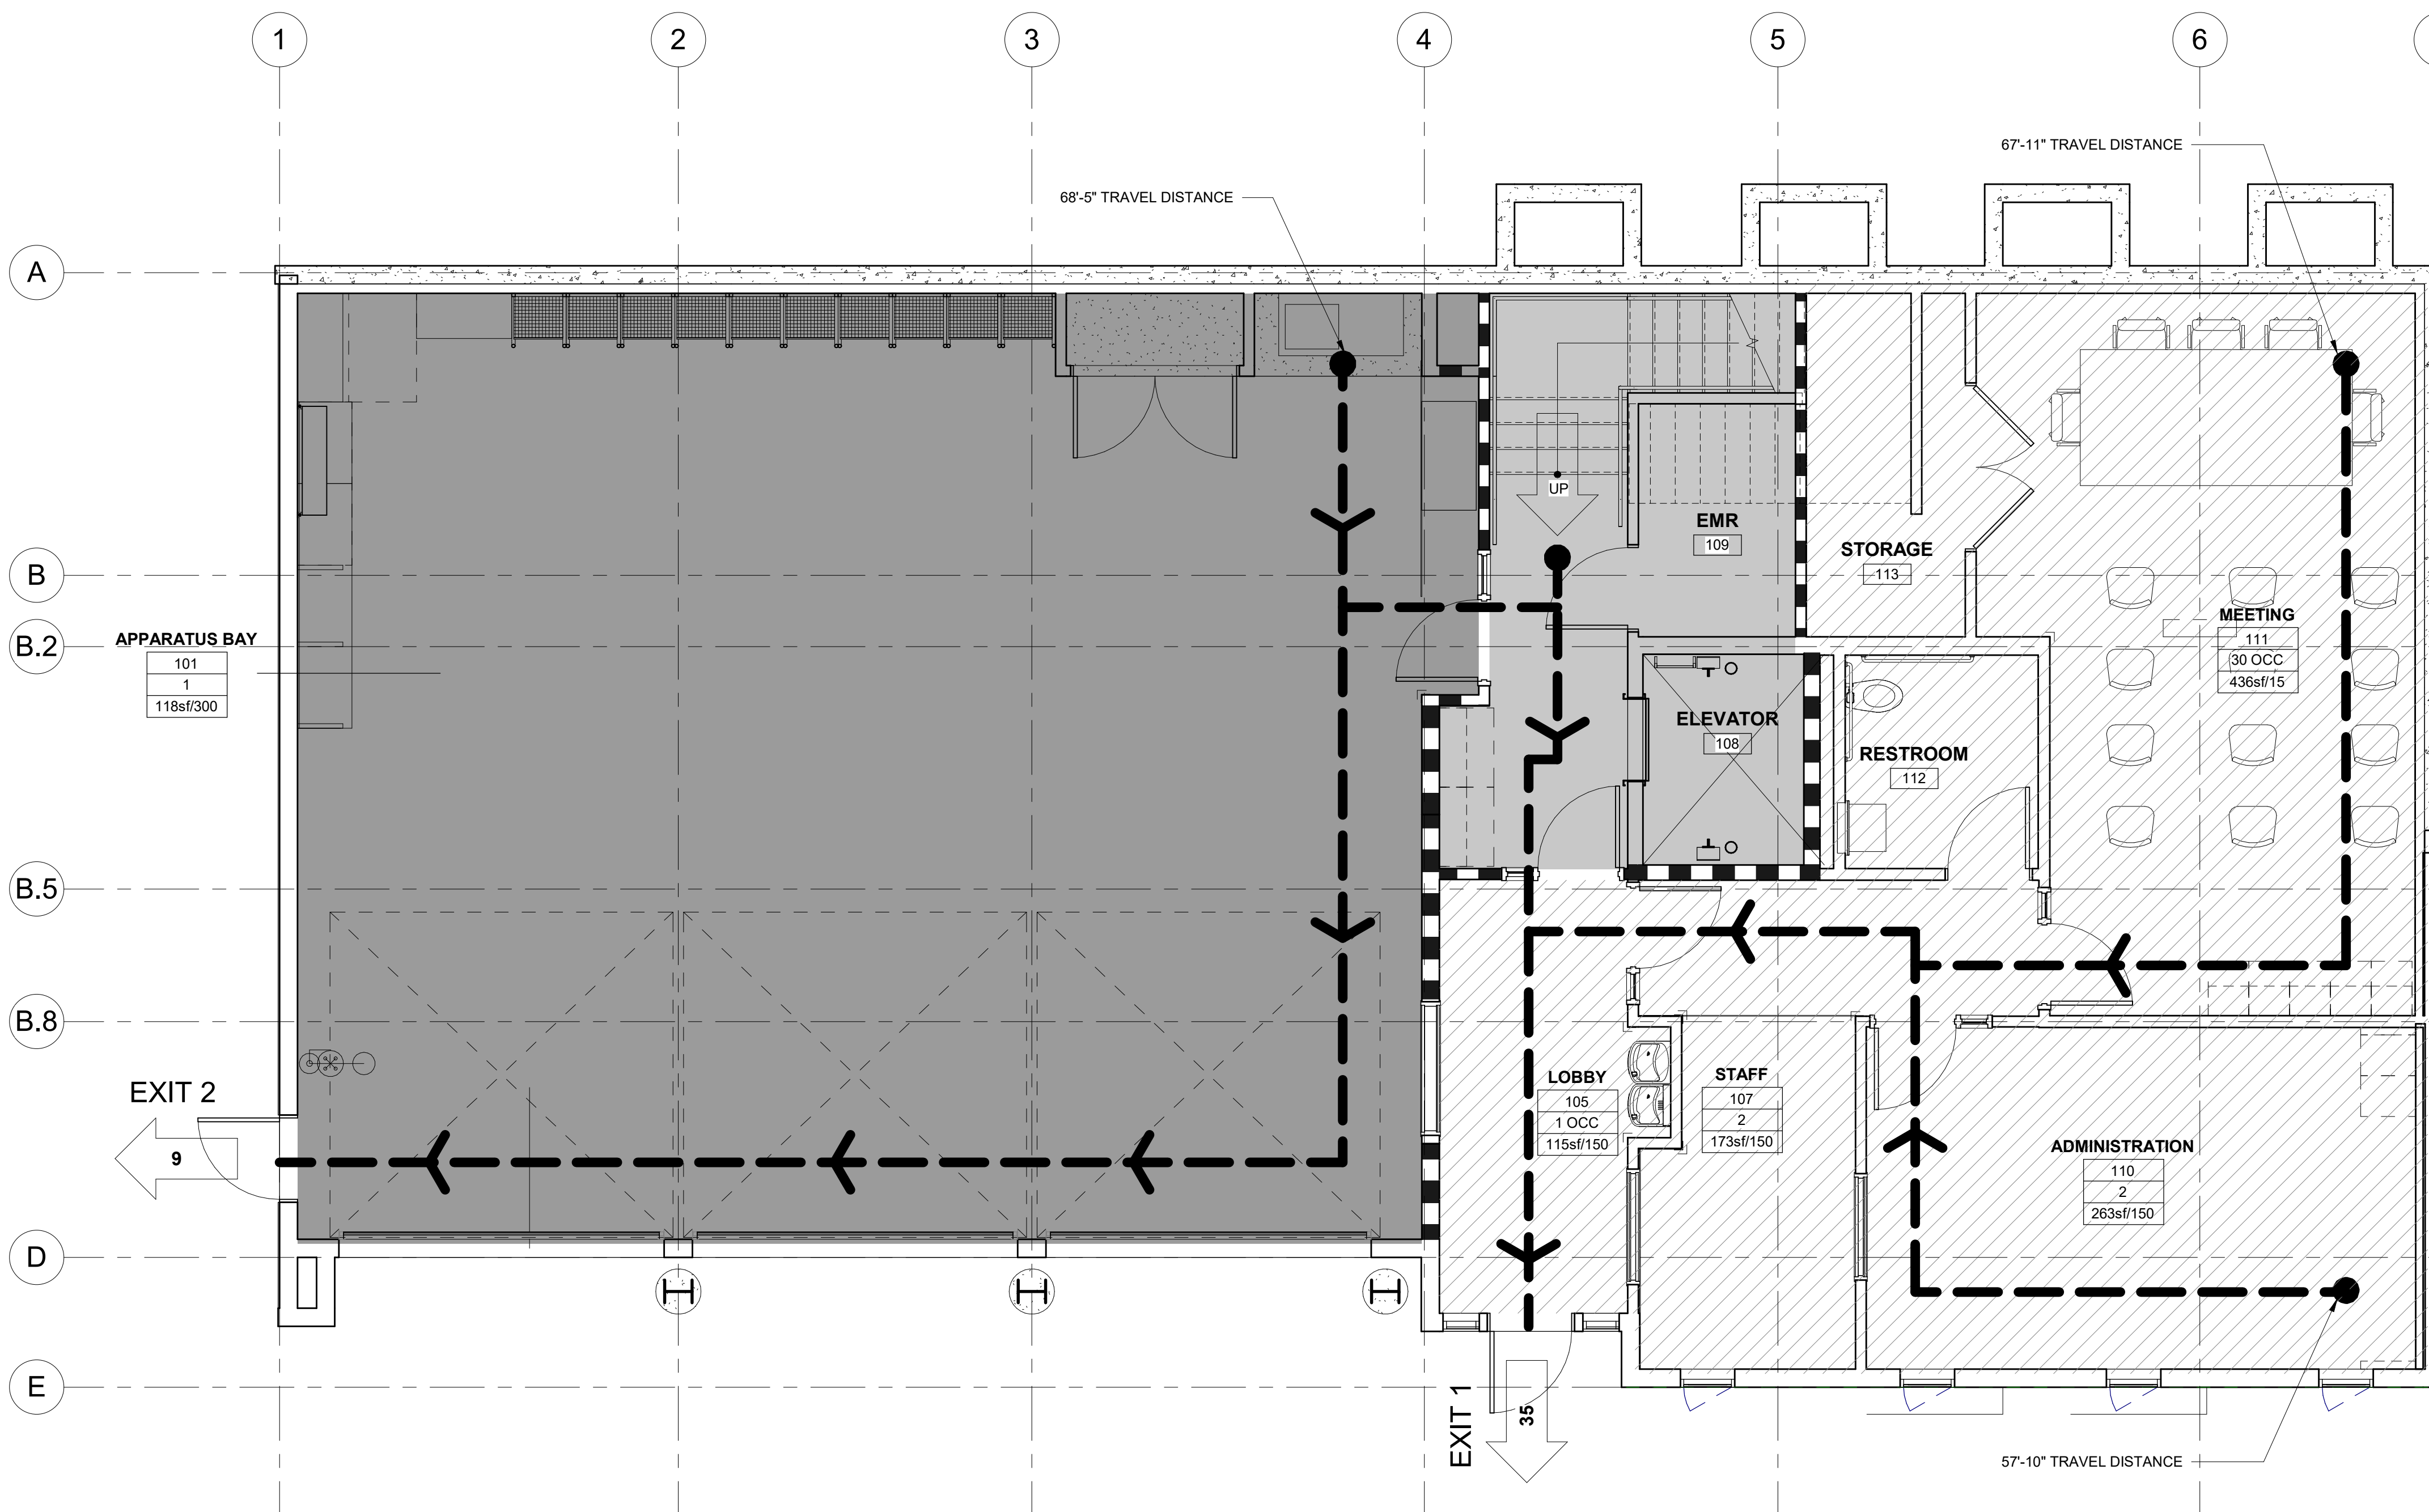 1
2
3
4
5
6
67'-11" TRAVEL DISTANCE
68'-5" TRAVEL DISTANCE
A
UP
EMR
109
STORAGE
113
B
MEETING
111
30 OCC
436sf/15
B.2
APPARATUS BAY
101
1
118sf/300
ELEVATOR
108
RESTROOM
112
B.5
B.8
EXIT 2
9
LOBBY
105
1 OCC
115sf/150
STAFF
107
2
173sf/150
ADMINISTRATION
110
2
263sf/150
D
E
EXIT 1
35
57'-10" TRAVEL DISTANCE